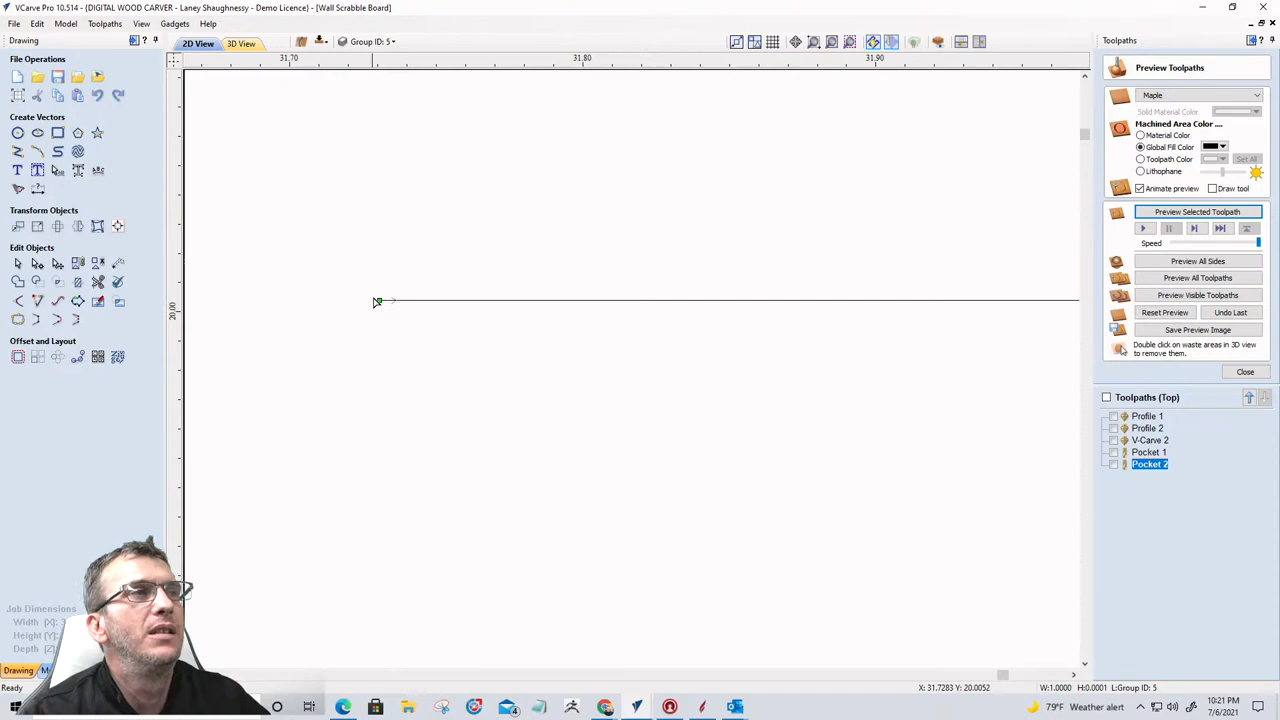 VCarve Pro 10.514 - {DIGITAL WOOD CARVER - Laney Shaughnessy - Demo Licence} - [Wall Scrabble Board]
File Edit Model Toolpaths View Gadgets Help
Drawing
2D View 3D View Group ID: 5
Toolpaths
File Operations
31.70 31.80 31.90
Preview Toolpaths
Maple
Solid Material Color
Create Vectors
Machined Area Color ....
Material Color
Global Fill Color
Toolpath Color Set All
Lithophane
Animate preview Draw tool
Transform Objects
Preview Selected Toolpath
Speed
Edit Objects
Preview All Sides
Preview All Toolpaths
Preview Visible Toolpaths
20.00
Reset Preview Undo Last
Save Preview Image
Offset and Layout
Double click on waste areas in 3D view
to remove them.
Close
Toolpaths (Top)
Profile 1
Profile 2
V-Carve 2
Pocket 1
Pocket 2
Job Dimensions
Width [X]: 3
Height [Y]:
Depth [Z]:
Drawing
Ready
X: 31.7283 Y: 20.0052 W:1.0000 H:0.0001 L:Group ID: 5
4
79°F Weather alert
10:21 PM
7/6/2021